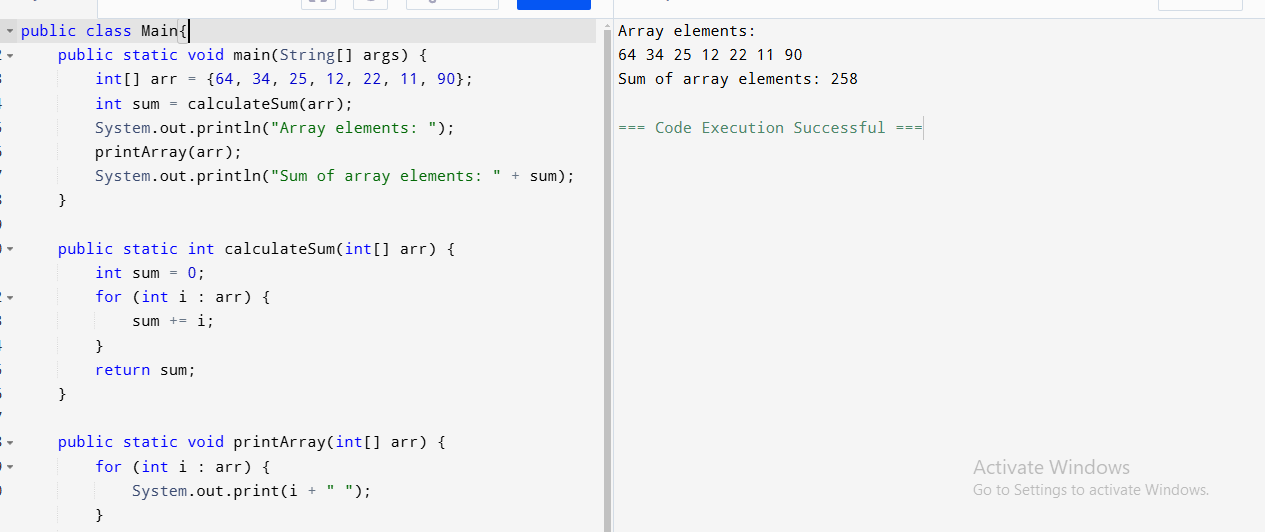 public class Main{
public static void main(String[] args) {
int[] arr = {64, 34, 25, 12, 22, 11, 90};
int sum = calculateSum(arr);
System.out.println("Array elements: ");
printArray(arr);
System.out.println("Sum of array elements: " + sum);
}
public static int calculateSum(int[] arr) {
int sum = 0;
for (int i : arr) {
sum += i;
}
return sum;
}
public static void printArray(int[] arr) {
for (int i : arr) {
System.out.print(i + " ");
}
Array elements:
64 34 25 12 22 11 90
Sum of array elements: 258
=== Code Execution Successful ===
Activate Windows
Go to Settings to activate Windows.